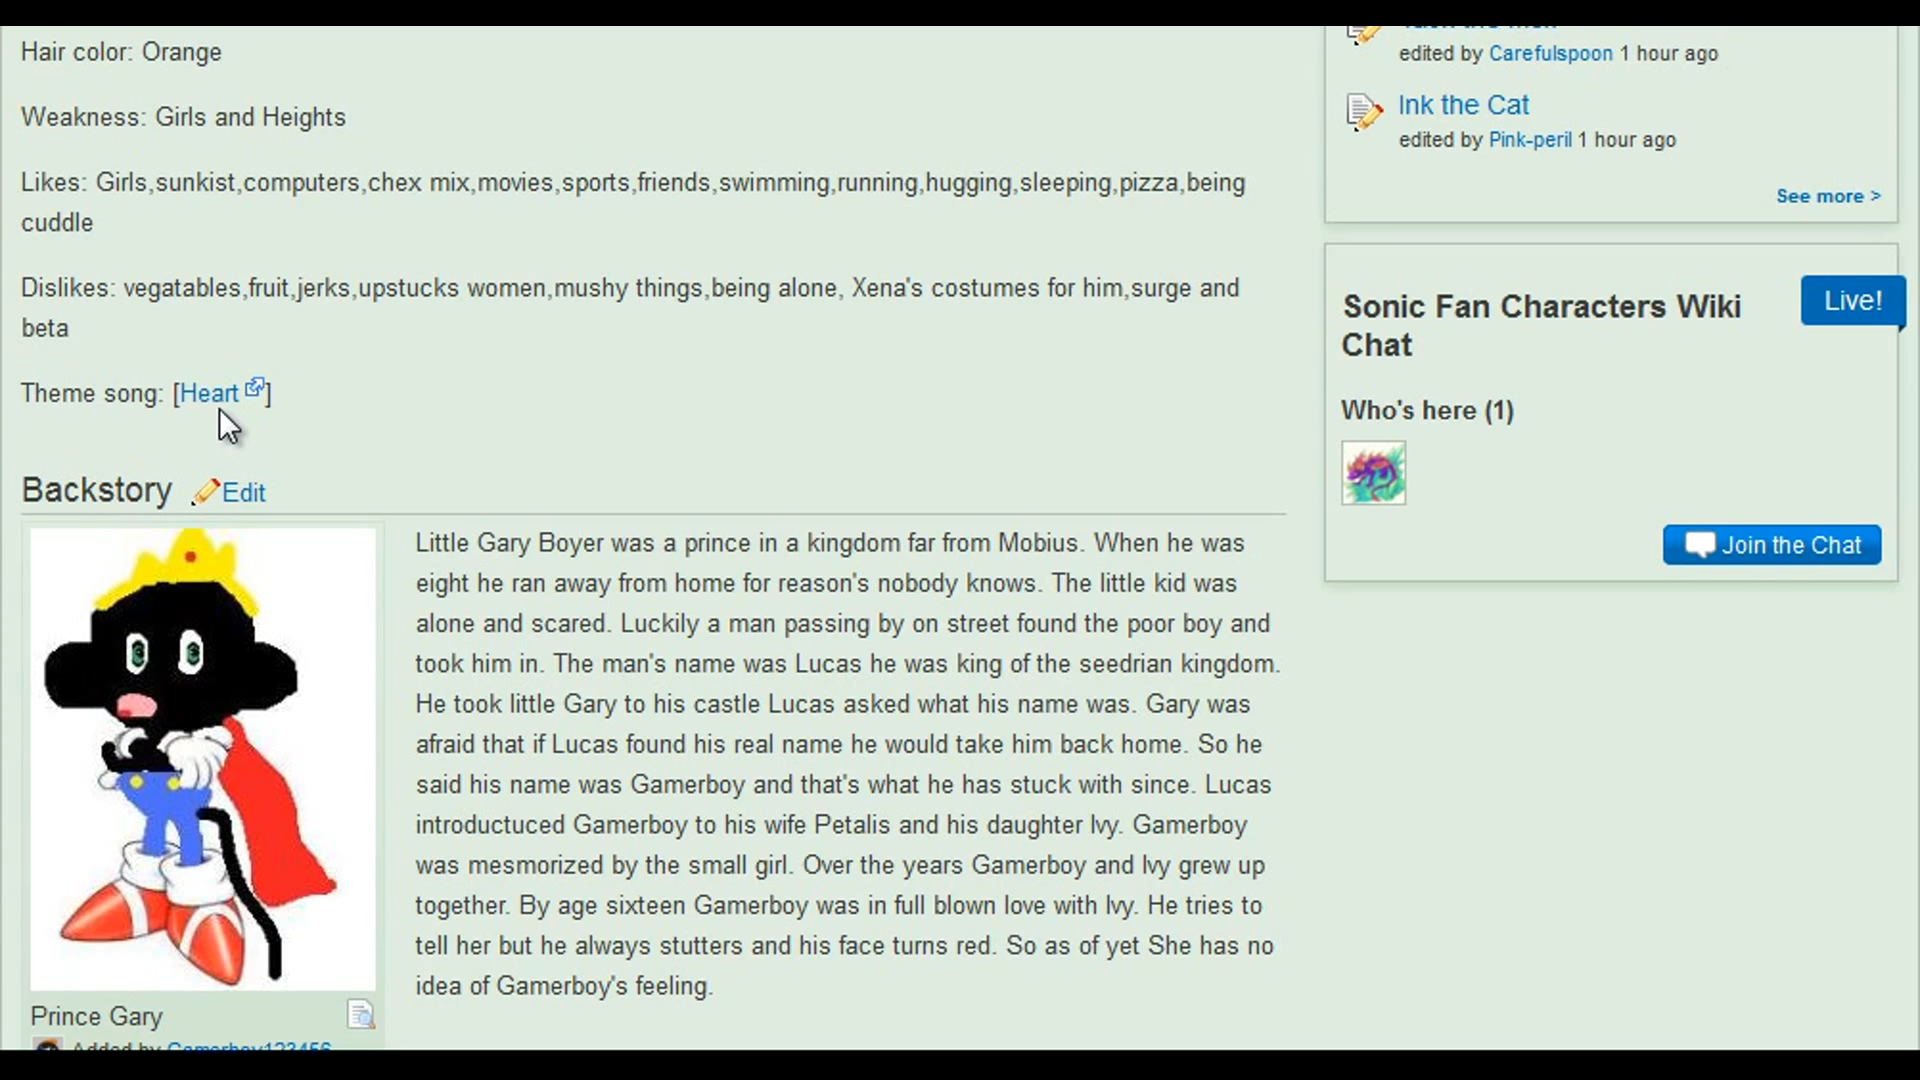 Hair color: Orange
Weakness: Girls and Heights
Likes: Girls,sunkist,computers,chex mix,movies,sports,friends,swimming,running,hugging,sleeping,pizza,being
cuddle
Dislikes: vegatables,fruit,jerks,upstucks women,mushy things,being alone, Xena's costumes for him,surge and
beta
Theme song: [Heart]
Backstory Edit
Little Gary Boyer was a prince in a kingdom far from Mobius. When he was
eight he ran away from home for reason's nobody knows. The little kid was
alone and scared. Luckily a man passing by on street found the poor boy and
took him in. The man's name was Lucas he was king of the seedrian kingdom.
He took little Gary to his castle Lucas asked what his name was. Gary was
afraid that if Lucas found his real name he would take him back home. So he
said his name was Gamerboy and that's what he has stuck with since. Lucas
introductuced Gamerboy to his wife Petalis and his daughter Ivy. Gamerboy
was mesmorized by the small girl. Over the years Gamerboy and Ivy grew up
together. By age sixteen Gamerboy was in full blown love with Ivy. He tries to
tell her but he always stutters and his face turns red. So as of yet She has no
idea of Gamerboy's feeling.
Prince Gary
Added by Gamerboy123456
edited by Carefulspoon 1 hour ago
Ink the Cat
edited by Pink-peril 1 hour ago
See more >
Sonic Fan Characters Wiki
Chat
Live!
Who's here (1)
Join the Chat